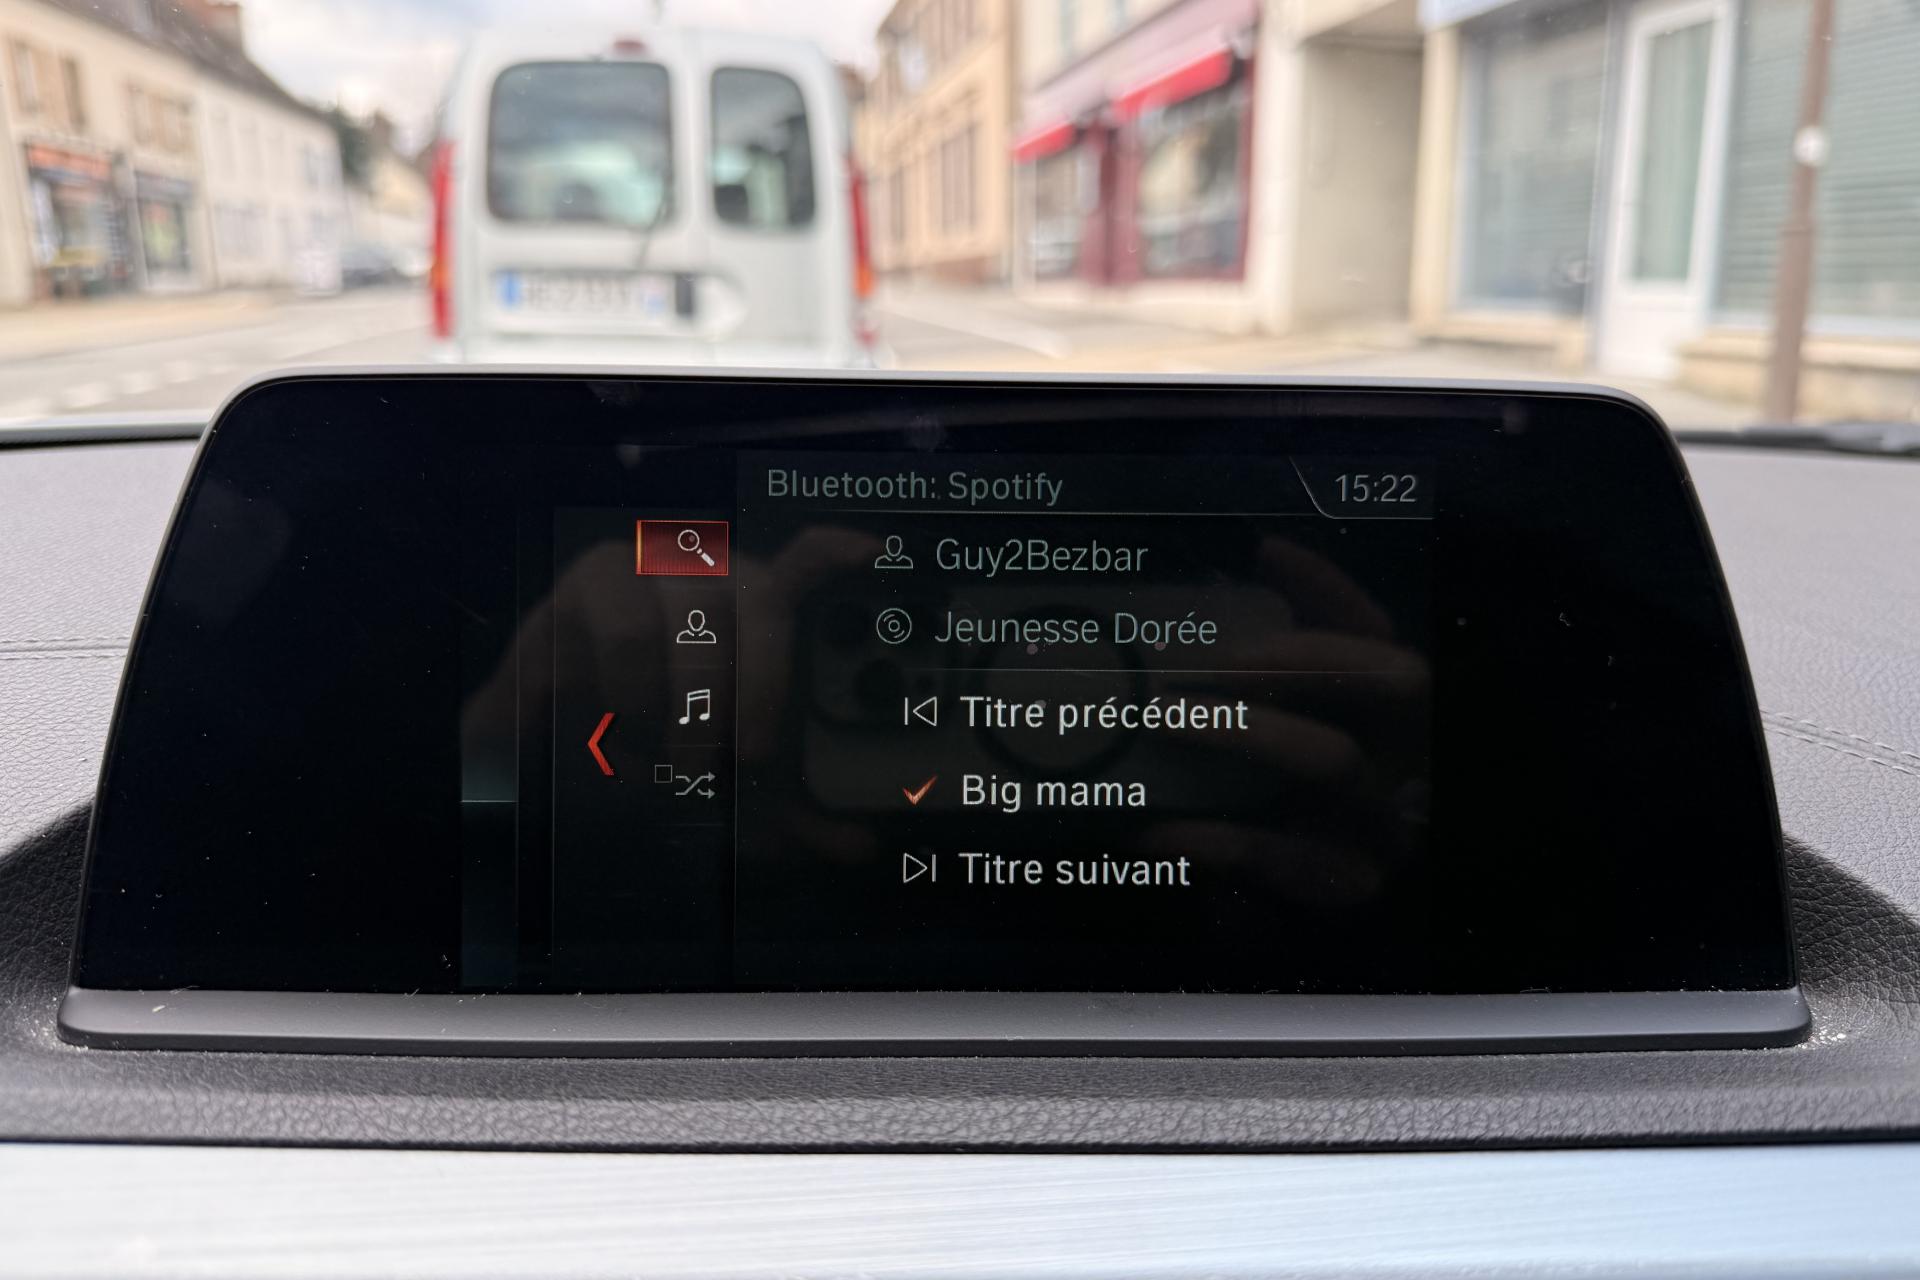 Bluetooth: Spotify
15:22
Guy2Bezbar
Jeunesse Dorée
Titre précédent
Big mama
Titre suivant